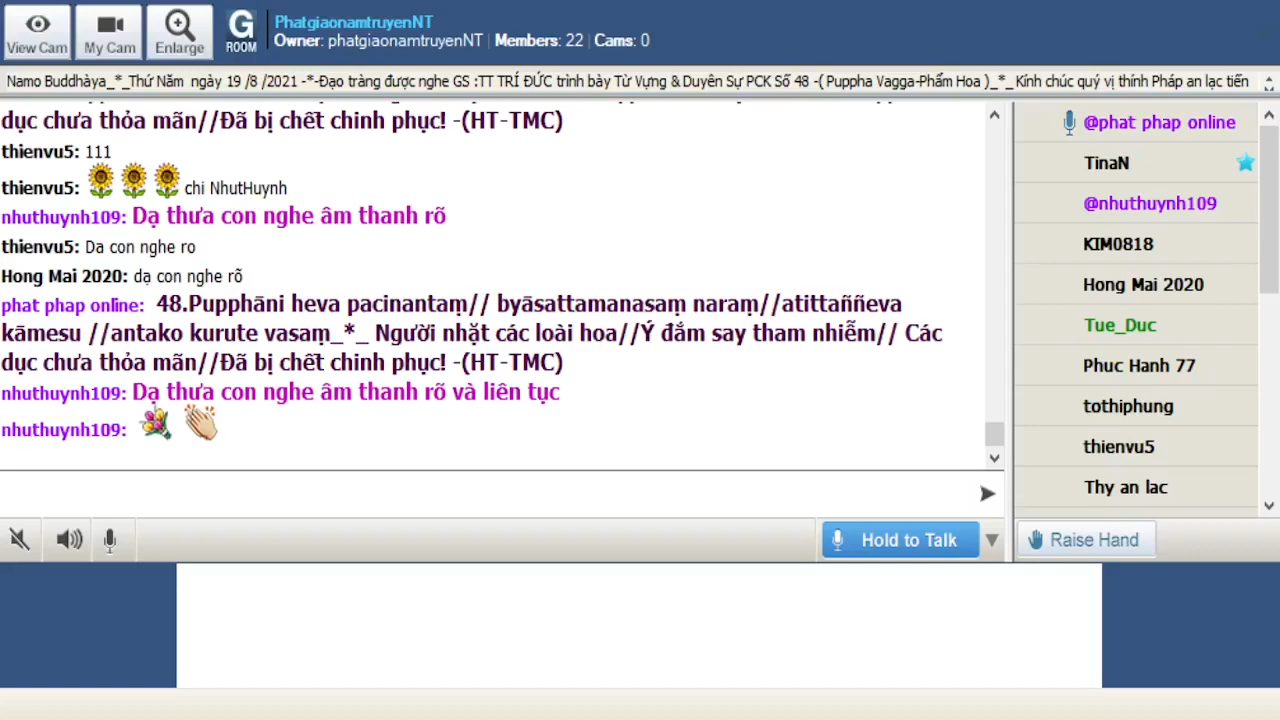 View Cam
My Cam
Enlarge
G
ROOM
PhatgiaonamtruyenNT
Owner: phatgiaonamtruyenNT | Members: 22 | Cams: 0
Namo Buddhàya_*_Thứ Năm ngày 19 /8 /2021 -*-Đạo tràng được nghe GS :TT TRÍ ĐỨC trình bày Từ Vựng & Duyên Sự PCK Số 48 -( Puppha Vagga-Phẩm Hoa )_*_Kính chúc quý vị thính Pháp an lạc tiến
dục chưa thỏa mãn//Đã bị chết chinh phục! -(HT-TMC)
thienvu5: 111
thienvu5: chi NhutHuynh
nhuthuynh109: Dạ thưa con nghe âm thanh rõ
thienvu5: Da con nghe ro
Hong Mai 2020: dạ con nghe rõ
phat phap online: 48.Pupphāni heva pacinantaṃ// byāsattamanasaṃ naraṃ//atittaññeva
kāmesu //antako kurute vasaṃ_*_ Người nhặt các loài hoa//Ý đắm say tham nhiễm// Các
dục chưa thỏa mãn//Đã bị chết chinh phục! -(HT-TMC)
nhuthuynh109: Dạ thưa con nghe âm thanh rõ và liên tục
nhuthuynh109:
@phat phap online
TinaN
@nhuthuynh109
KIM0818
Hong Mai 2020
Tue_Duc
Phuc Hanh 77
tothiphung
thienvu5
Thy an lac
Hold to Talk
Raise Hand